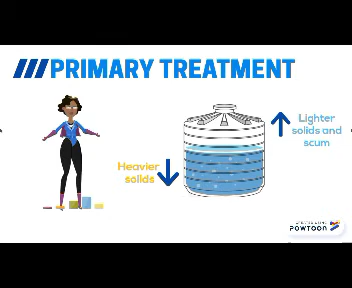 PRIMARY TREATMENT
Lighter
solids and
scum
Heavier
solids
POWTOON